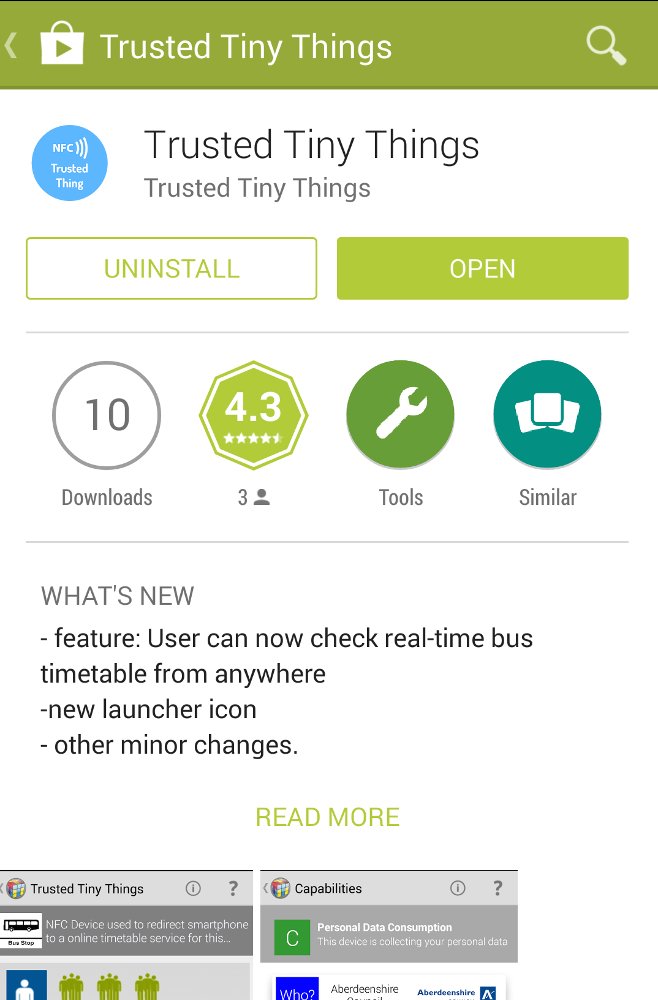 Trusted Tiny Things
NFC
Trusted
Thing
Trusted Tiny Things
Trusted Tiny Things
UNINSTALL
OPEN
10
4.3
Downloads
3
Tools
Similar
WHAT'S NEW
- feature: User can now check real-time bus
timetable from anywhere
-new launcher icon
- other minor changes.
READ MORE
Trusted Tiny Things
i
?
NFC Device used to redirect smartphone
to a online timetable service for this...
Bus Stop
Capabilities
i
?
C
Personal Data Consumption
This device is collecting your personal data
Who?
Aberdeenshire
Aberdeenshire